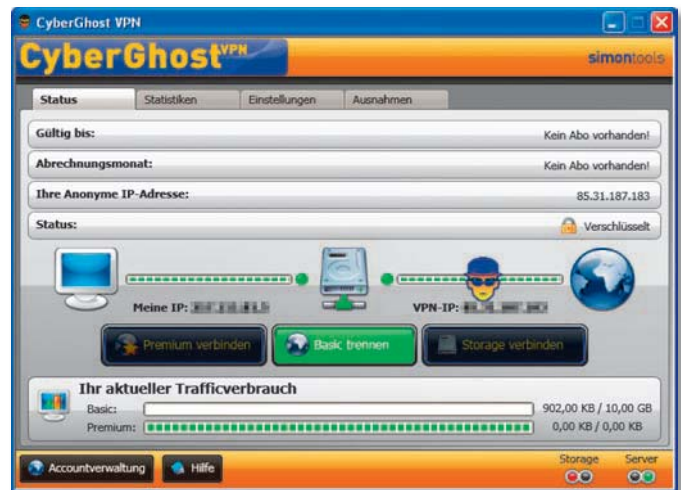 CyberGhost VPN
CyberGhost VPN
simontools
Status Statistiken Einstellungen Ausnahmen
Gültig bis: Kein Abo vorhanden!
Abrechnungsmonat: Kein Abo vorhanden!
Ihre Anonyme IP-Adresse: 85.31.187.183
Status: Verschlüsselt
Meine IP: VPN-IP:
Premium verbinden Basic trennen Storage verbinden
Ihr aktueller Trafficverbrauch
Basic: 902,00 KB / 10,00 GB
Premium: 0,00 KB / 0,00 KB
Accountverwaltung Hilfe Storage Server